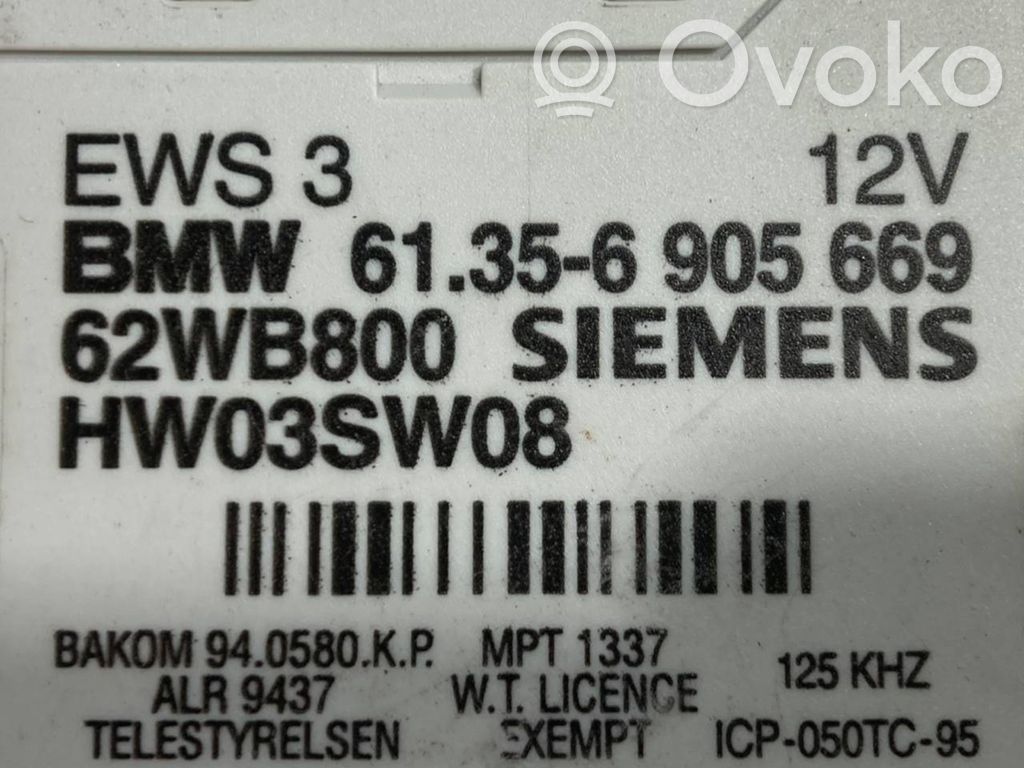 Ovoko
EWS 3 12V
BMW 61.35-6 905 669
62WB800 SIEMENS
HW03SW08
BAKOM 94.0580.K.P. MPT 1337
ALR 9437 W.T. LICENCE 125 KHZ
TELESTYRELSEN EXEMPT ICP-050TC-95